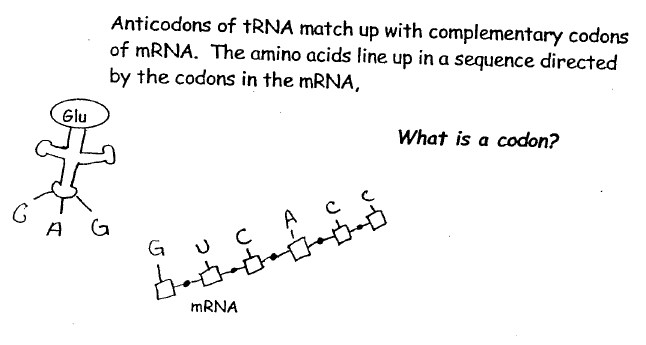 Anticodons of tRNA match up with complementary codons
of mRNA. The amino acids line up in a sequence directed
by the codons in the mRNA,
What is a codon?
Glu
G A G
G U C A C C
mRNA